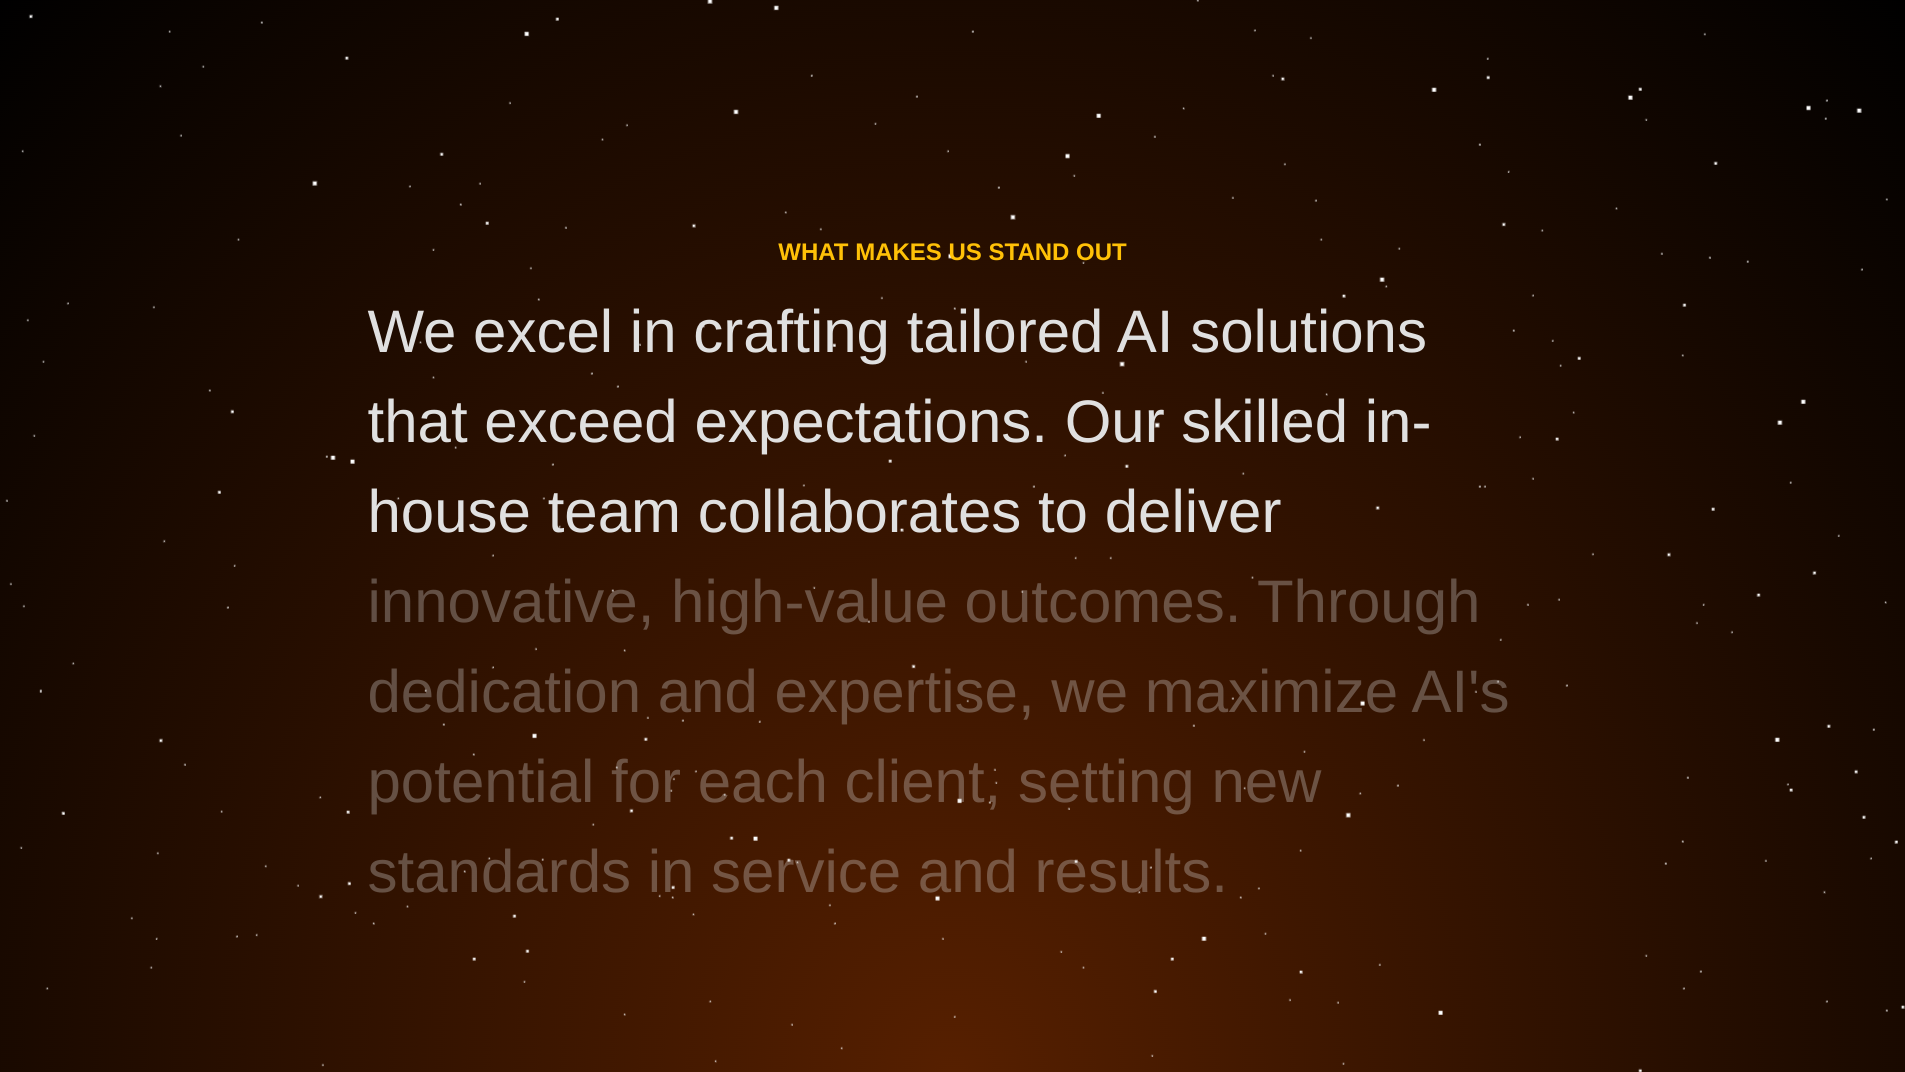 WHAT MAKES US STAND OUT
We excel in crafting tailored AI solutions
that exceed expectations. Our skilled in-
house team collaborates to deliver
innovative, high-value outcomes. Through
dedication and expertise, we maximize AI's
potential for each client, setting new
standards in service and results.